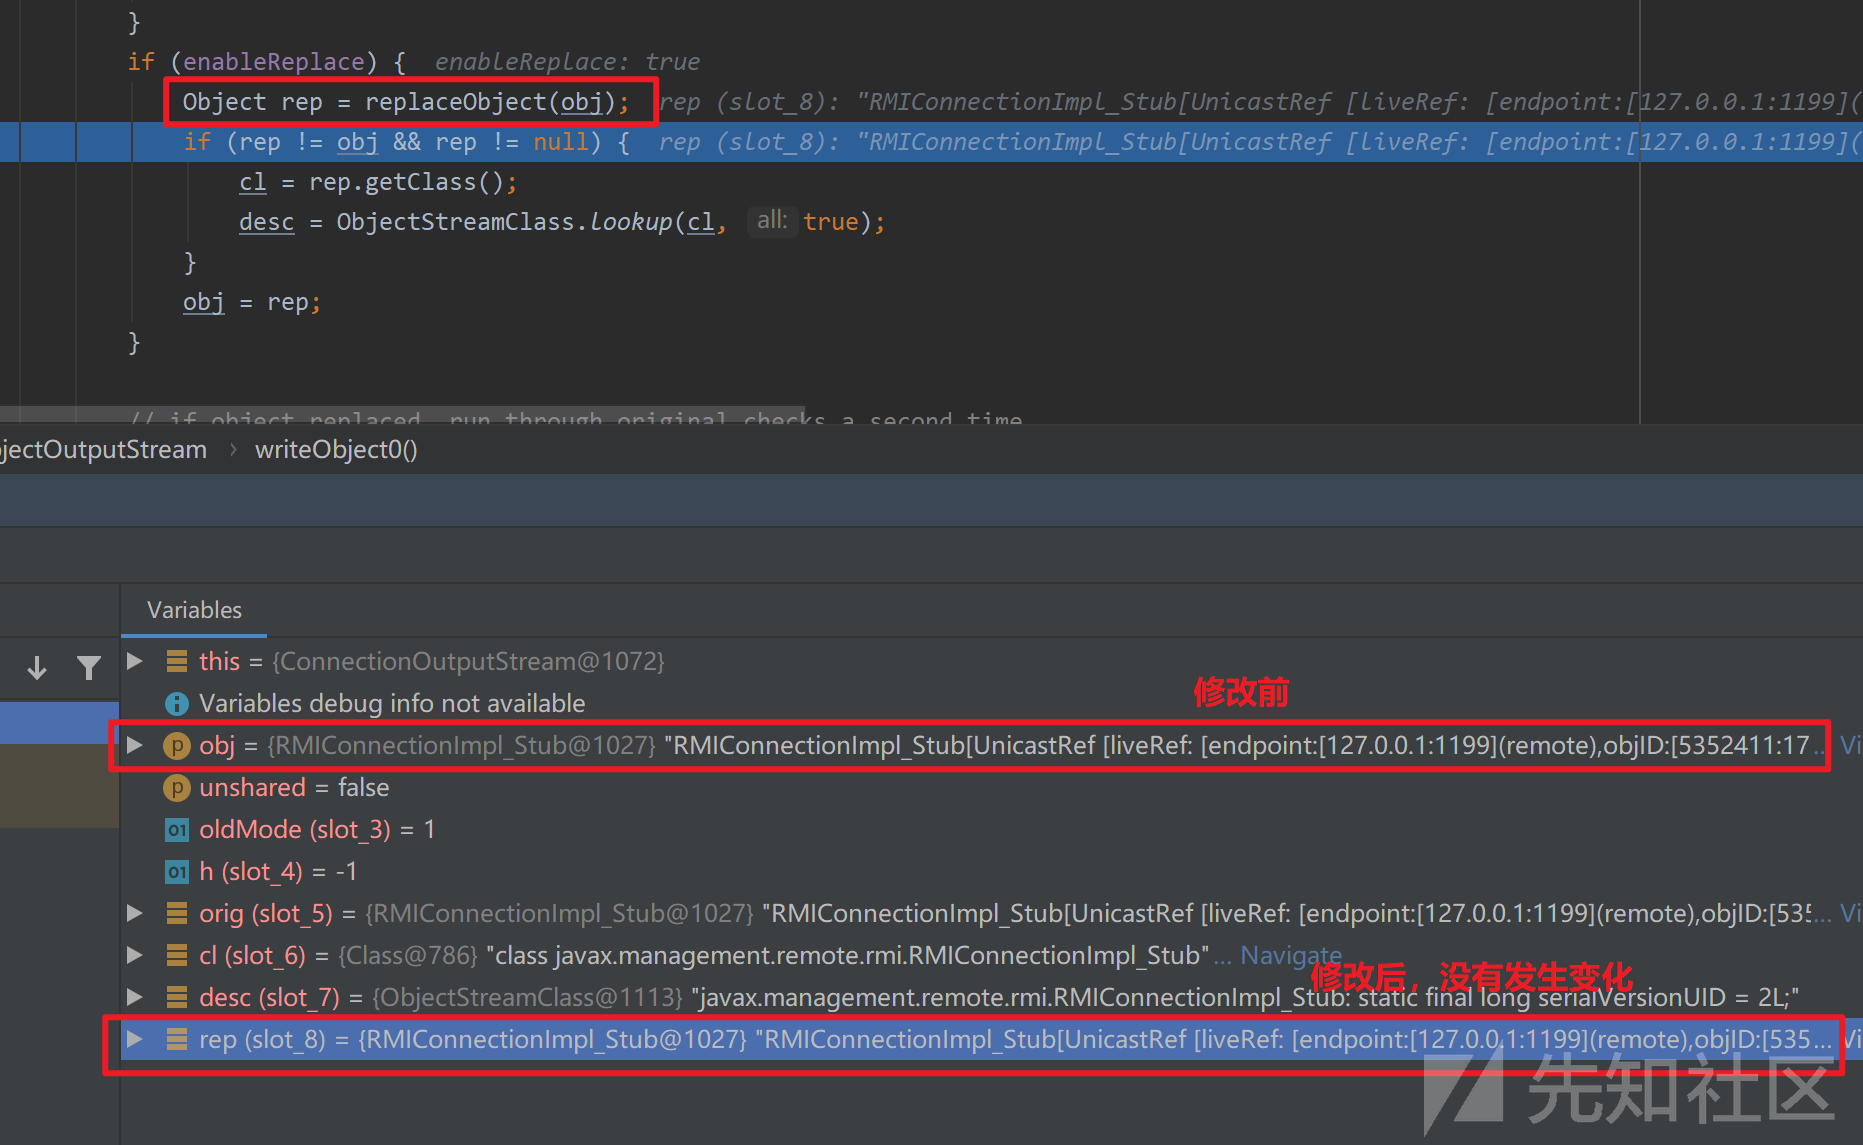 }
if (enableReplace) { enableReplace: true
Object rep = replaceObject(obj); rep (slot_8): "RMIConnectionImpl_Stub[UnicastRef [liveRef: [endpoint:[127.0.0.1:1199](
if (rep != obj && rep != null) { rep (slot_8): "RMIConnectionImpl_Stub[UnicastRef [liveRef: [endpoint:[127.0.0.1:1199](
cl = rep.getClass();
desc = ObjectStreamClass.lookup(cl, all: true);
}
obj = rep;
}
// if object replaced, run through original checks a second time
jectOutputStream › writeObject0()
Variables
this = {ConnectionOutputStream@1072}
Variables debug info not available
修改前
obj = {RMIConnectionImpl_Stub@1027} "RMIConnectionImpl_Stub[UnicastRef [liveRef: [endpoint:[127.0.0.1:1199](remote),objID:[5352411:17... Vi
unshared = false
oldMode (slot_3) = 1
h (slot_4) = -1
orig (slot_5) = {RMIConnectionImpl_Stub@1027} "RMIConnectionImpl_Stub[UnicastRef [liveRef: [endpoint:[127.0.0.1:1199](remote),objID:[535... Vi
cl (slot_6) = {Class@786} "class javax.management.remote.rmi.RMIConnectionImpl_Stub"... Navigate
修改后，没有发生变化
desc (slot_7) = {ObjectStreamClass@1113} "javax.management.remote.rmi.RMIConnectionImpl_Stub: static final long serialVersionUID = 2L;"
rep (slot_8) = {RMIConnectionImpl_Stub@1027} "RMIConnectionImpl_Stub[UnicastRef [liveRef: [endpoint:[127.0.0.1:1199](remote),objID:[535... Vi
先知社区